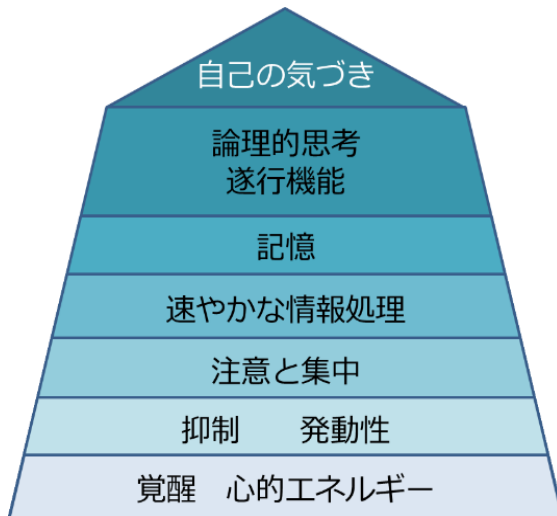 自己の気づき
論理的思考
遂行機能
記憶
速やかな情報処理
注意と集中
抑制　　発動性
覚醒　心的エネルギー